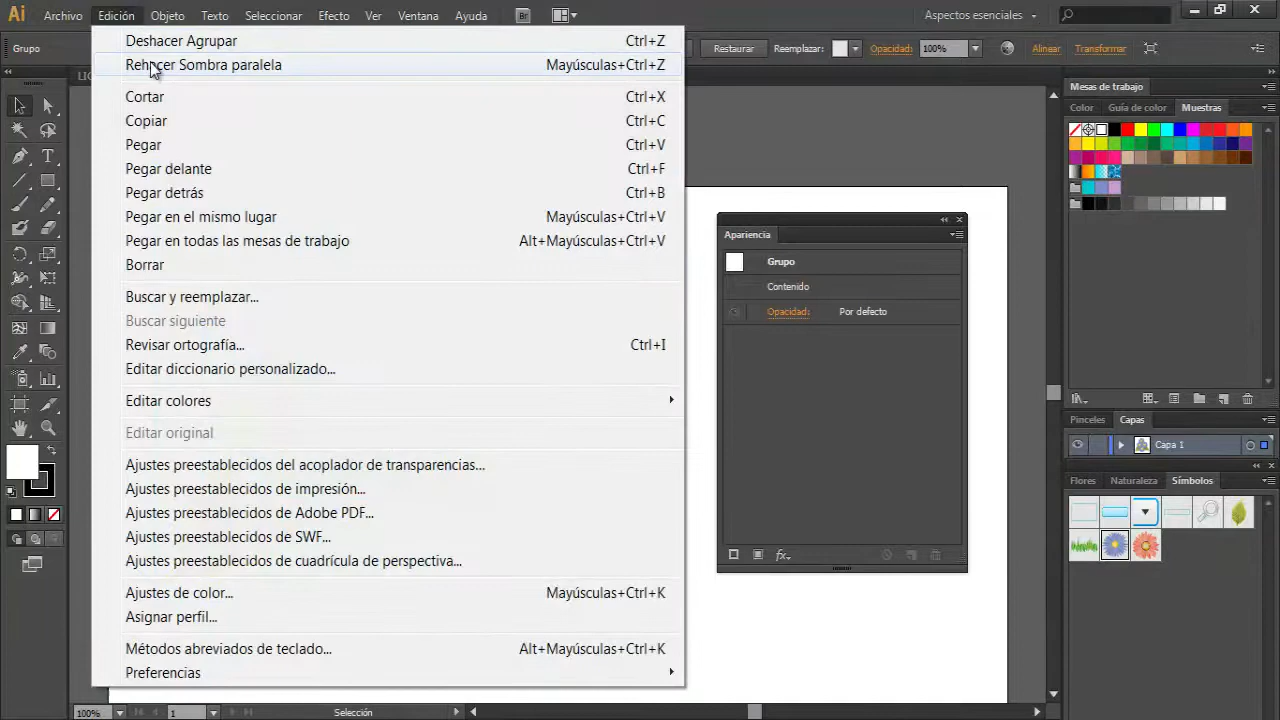 Ai Archivo Edición Objeto Texto Seleccionar Efecto Ver Ventana Ayuda Br Aspectos esenciales
Grupo Restaurar Reemplazar: Opacidad: 100% Alinear Transformar
Deshacer Agrupar Ctrl+Z
Rehacer Sombra paralela Mayúsculas+Ctrl+Z
Cortar Ctrl+X
Copiar Ctrl+C
Pegar Ctrl+V
Pegar delante Ctrl+F
Pegar detrás Ctrl+B
Pegar en el mismo lugar Mayúsculas+Ctrl+V
Pegar en todas las mesas de trabajo Alt+Mayúsculas+Ctrl+V
Borrar
Buscar y reemplazar...
Buscar siguiente
Revisar ortografía... Ctrl+I
Editar diccionario personalizado...
Editar colores
Editar original
Ajustes preestablecidos del acoplador de transparencias...
Ajustes preestablecidos de impresión...
Ajustes preestablecidos de Adobe PDF...
Ajustes preestablecidos de SWF...
Ajustes preestablecidos de cuadrícula de perspectiva...
Ajustes de color... Mayúsculas+Ctrl+K
Asignar perfil...
Métodos abreviados de teclado... Alt+Mayúsculas+Ctrl+K
Preferencias
Apariencia
Grupo
Contenido
Opacidad: Por defecto
fx
Mesas de trabajo
Color Guía de color Muestras
Pinceles Capas
Capa 1
Flores Naturaleza Símbolos
100% 1 Selección